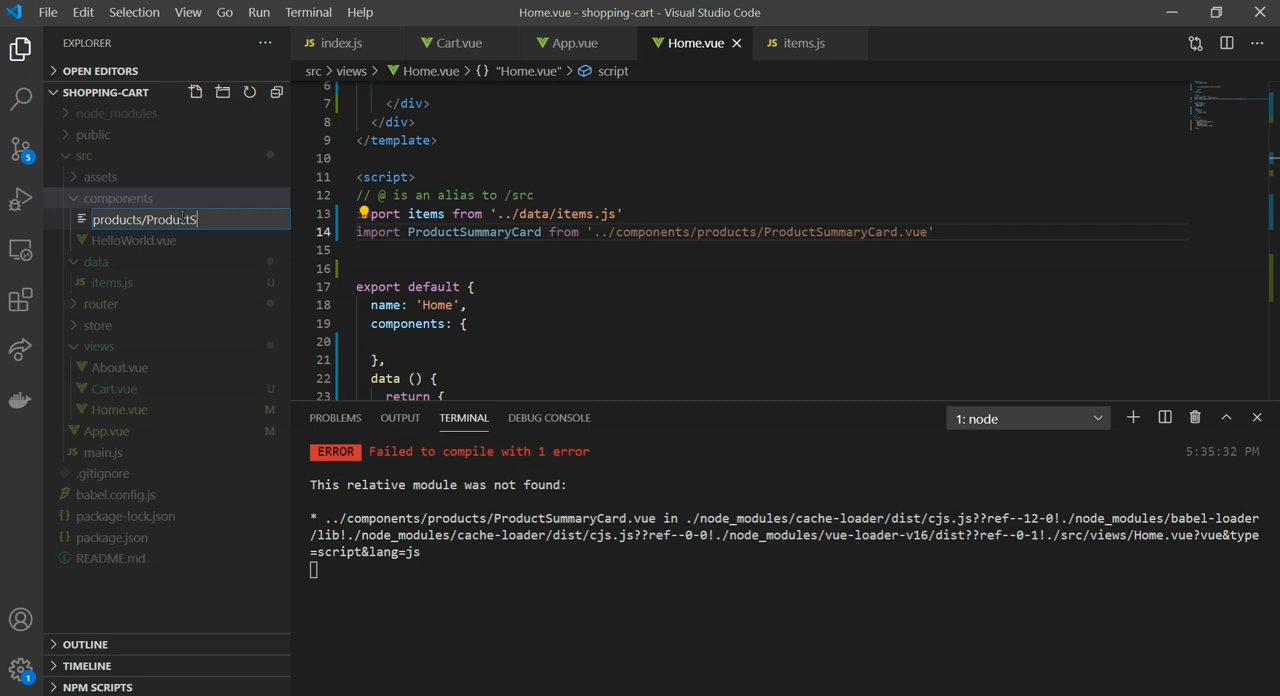 File Edit Selection View Go Run Terminal Help
Home.vue - shopping-cart - Visual Studio Code
EXPLORER
JS index.js
Cart.vue
App.vue
Home.vue
JS items.js
OPEN EDITORS
src > views > Home.vue > {} "Home.vue" > script
SHOPPING-CART
node_modules
public
src
assets
components
products/ProductS
HelloWorld.vue
data
JS items.js U
router
store
views
About.vue
Cart.vue U
Home.vue M
App.vue M
JS main.js
.gitignore
babel.config.js
{} package-lock.json
{} package.json
README.md
OUTLINE
TIMELINE
NPM SCRIPTS
5
1
6
7 </div>
8 </div>
9 </template>
10
11 <script>
12 // @ is an alias to /src
13 port items from '../data/items.js'
14 import ProductSummaryCard from '../components/products/ProductSummaryCard.vue'
15
16
17 export default {
18 name: 'Home',
19 components: {
20
21 },
22 data () {
23 return {
PROBLEMS OUTPUT TERMINAL DEBUG CONSOLE
1: node
ERROR Failed to compile with 1 error 5:35:32 PM
This relative module was not found:
* ../components/products/ProductSummaryCard.vue in ./node_modules/cache-loader/dist/cjs.js??ref--12-0!./node_modules/babel-loader
/lib!./node_modules/cache-loader/dist/cjs.js??ref--0-0!./node_modules/vue-loader-v16/dist??ref--0-1!./src/views/Home.vue?vue&type
=script&lang=js